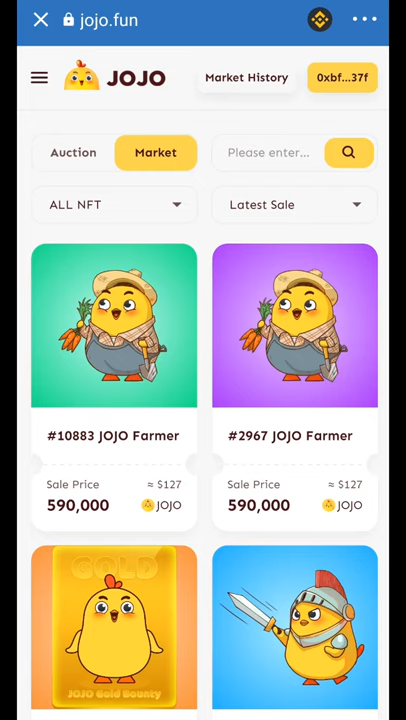 jojo.fun
JOJO
Market History
0xbf...37f
Auction
Market
Please enter...
ALL NFT
Latest Sale
#10883 JOJO Farmer
#2967 JOJO Farmer
Sale Price
≈ $127
590,000
JOJO
Sale Price
≈ $127
590,000
JOJO
GOLD
JOJO Gold Bounty